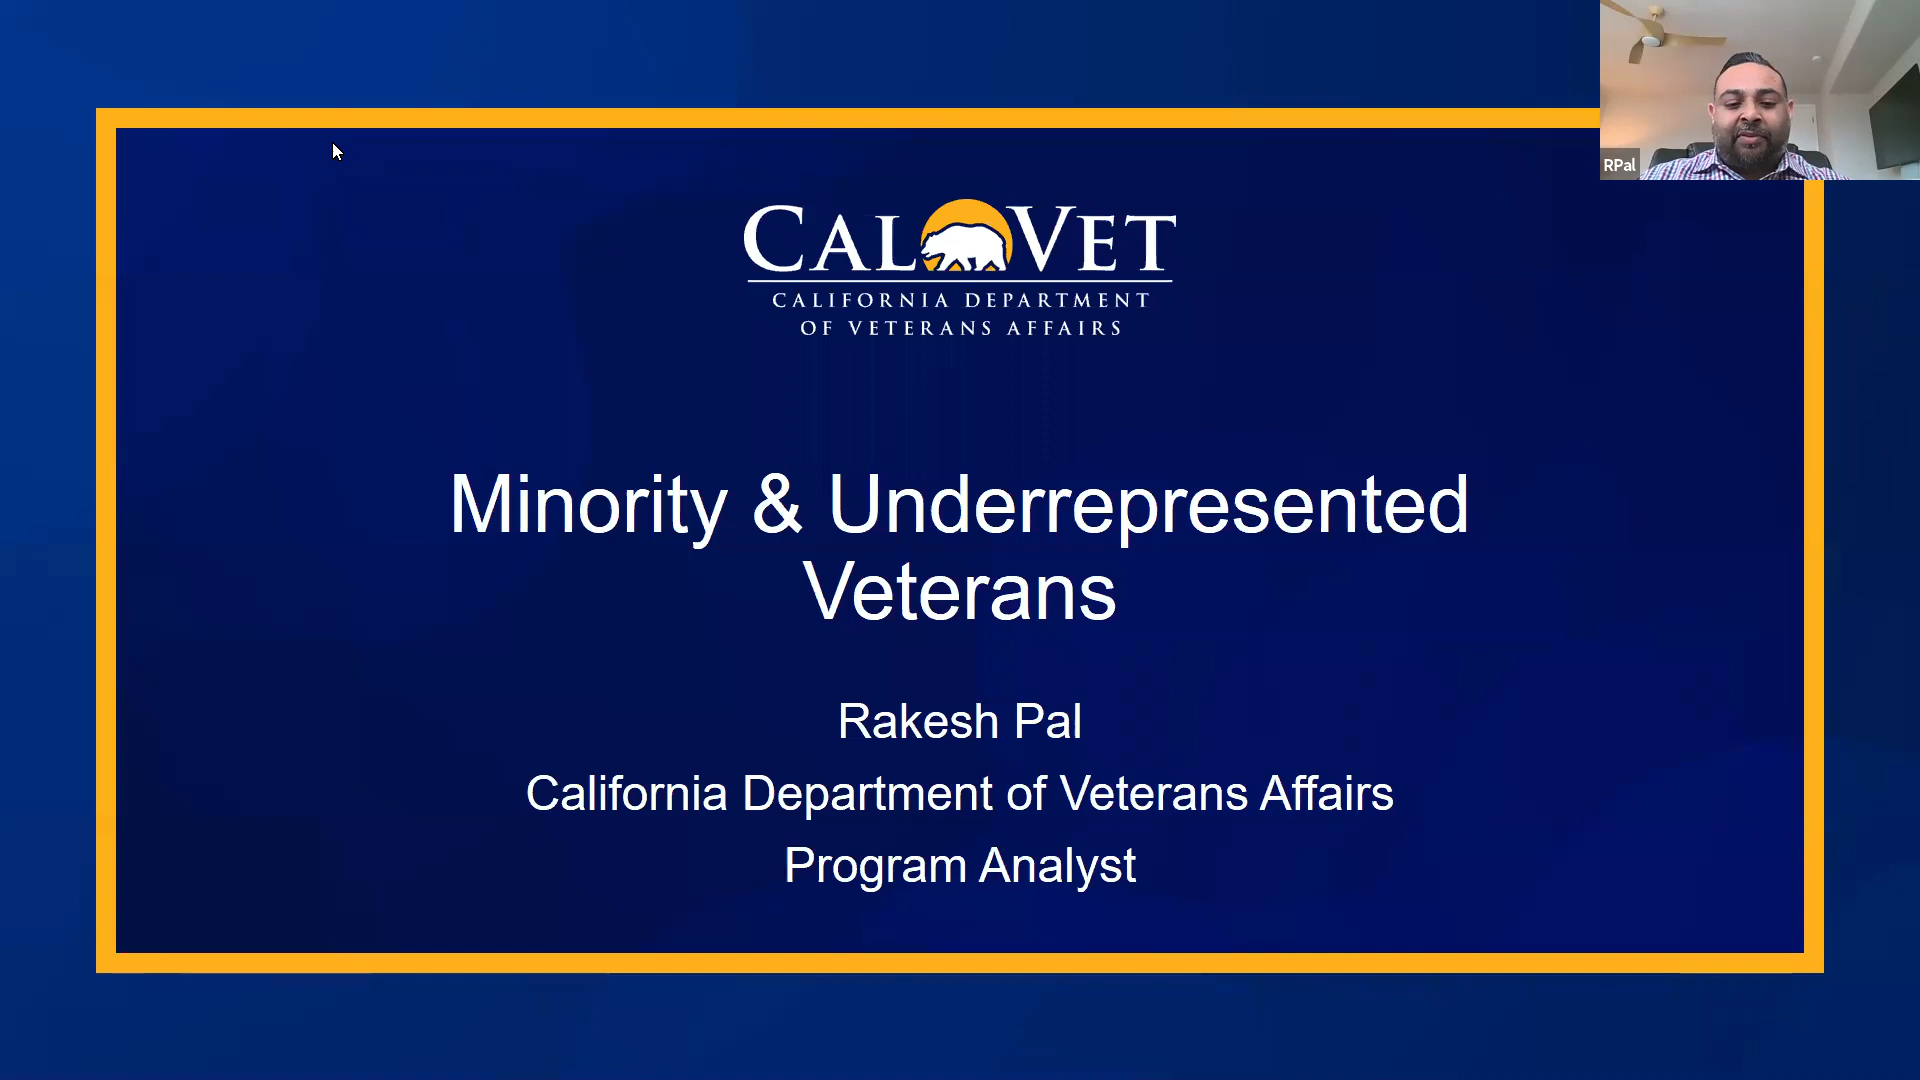 RPal
CALVET
CALIFORNIA DEPARTMENT
OF VETERANS AFFAIRS
Minority & Underrepresented
Veterans
Rakesh Pal
California Department of Veterans Affairs
Program Analyst